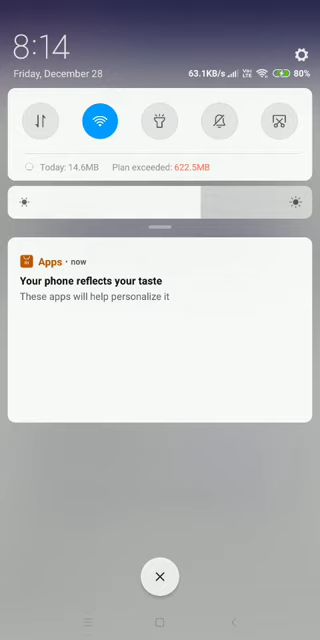 8:14
Friday, December 28
63.1KB/s VoLTE 80%
Today: 14.6MB Plan exceeded: 622.5MB
Apps • now
Your phone reflects your taste
These apps will help personalize it